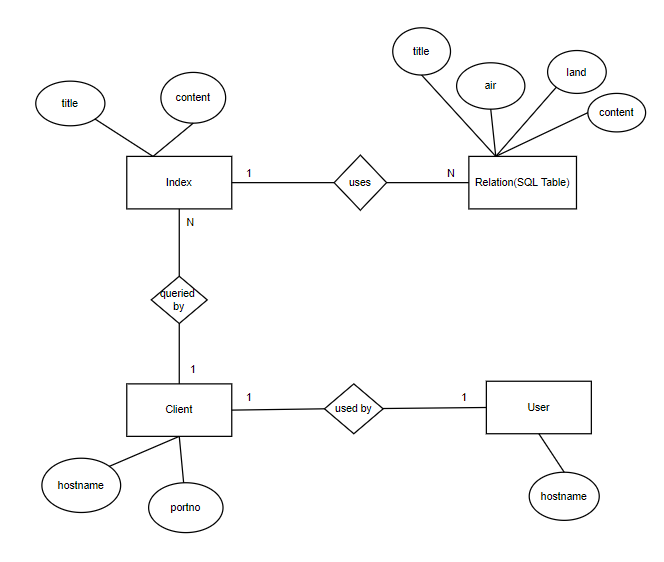 title
air
land
content
title
content
Index
1
uses
N
Relation(SQL Table)
N
queried
by
1
Client
1
used by
1
User
hostname
portno
hostname